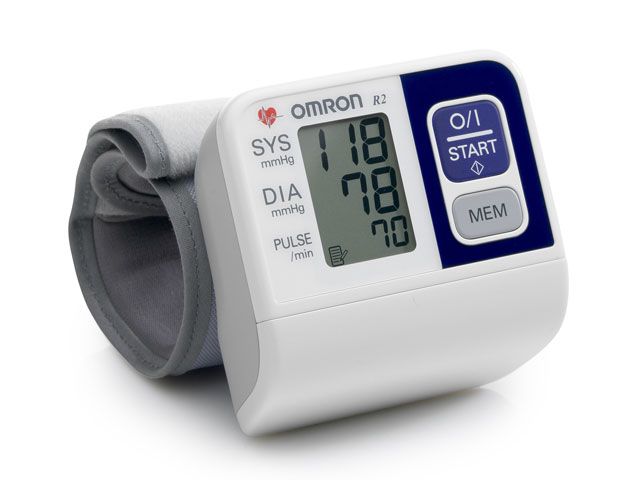 OMRON R2
SYS
mmHg
118
DIA
mmHg
78
PULSE
/min
70
O/I
START
MEM